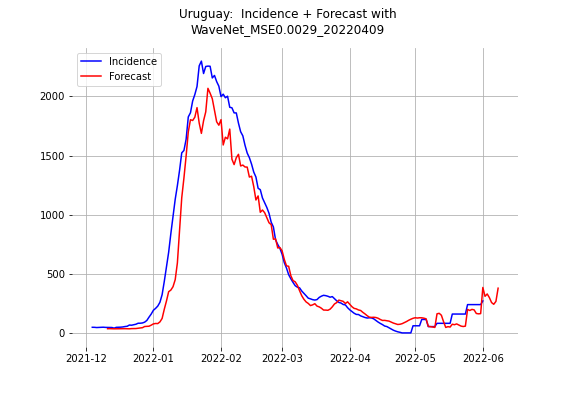 Uruguay:  Incidence + Forecast with
WaveNet_MSE0.0029_20220409
Incidence
Forecast
2000
1500
1000
500
0
2021-12 2022-01 2022-02 2022-03 2022-04 2022-05 2022-06